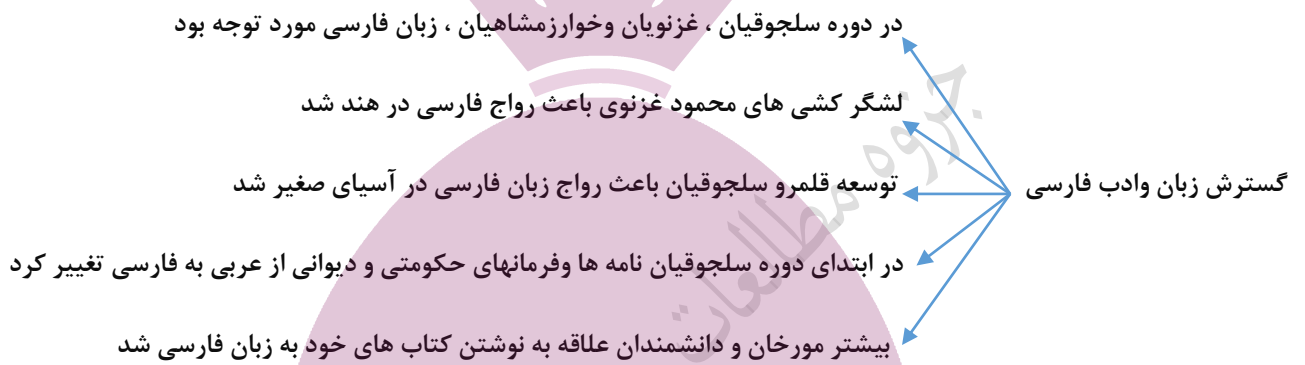 در دوره سلجوقیان ، غزنویان وخوارزمشاهیان ، زبان فارسی مورد توجه بود
لشگر کشی های محمود غزنوی باعث رواج فارسی در هند شد
گسترش زبان وادب فارسی
توسعه قلمرو سلجوقیان باعث رواج زبان فارسی در آسیای صغیر شد
در ابتدای دوره سلجوقیان نامه ها وفرمانهای حکومتی و دیوانی از عربی به فارسی تغییر کرد
بیشتر مورخان و دانشمندان علاقه به نوشتن کتاب های خود به زبان فارسی شد
جزوه مطالعات